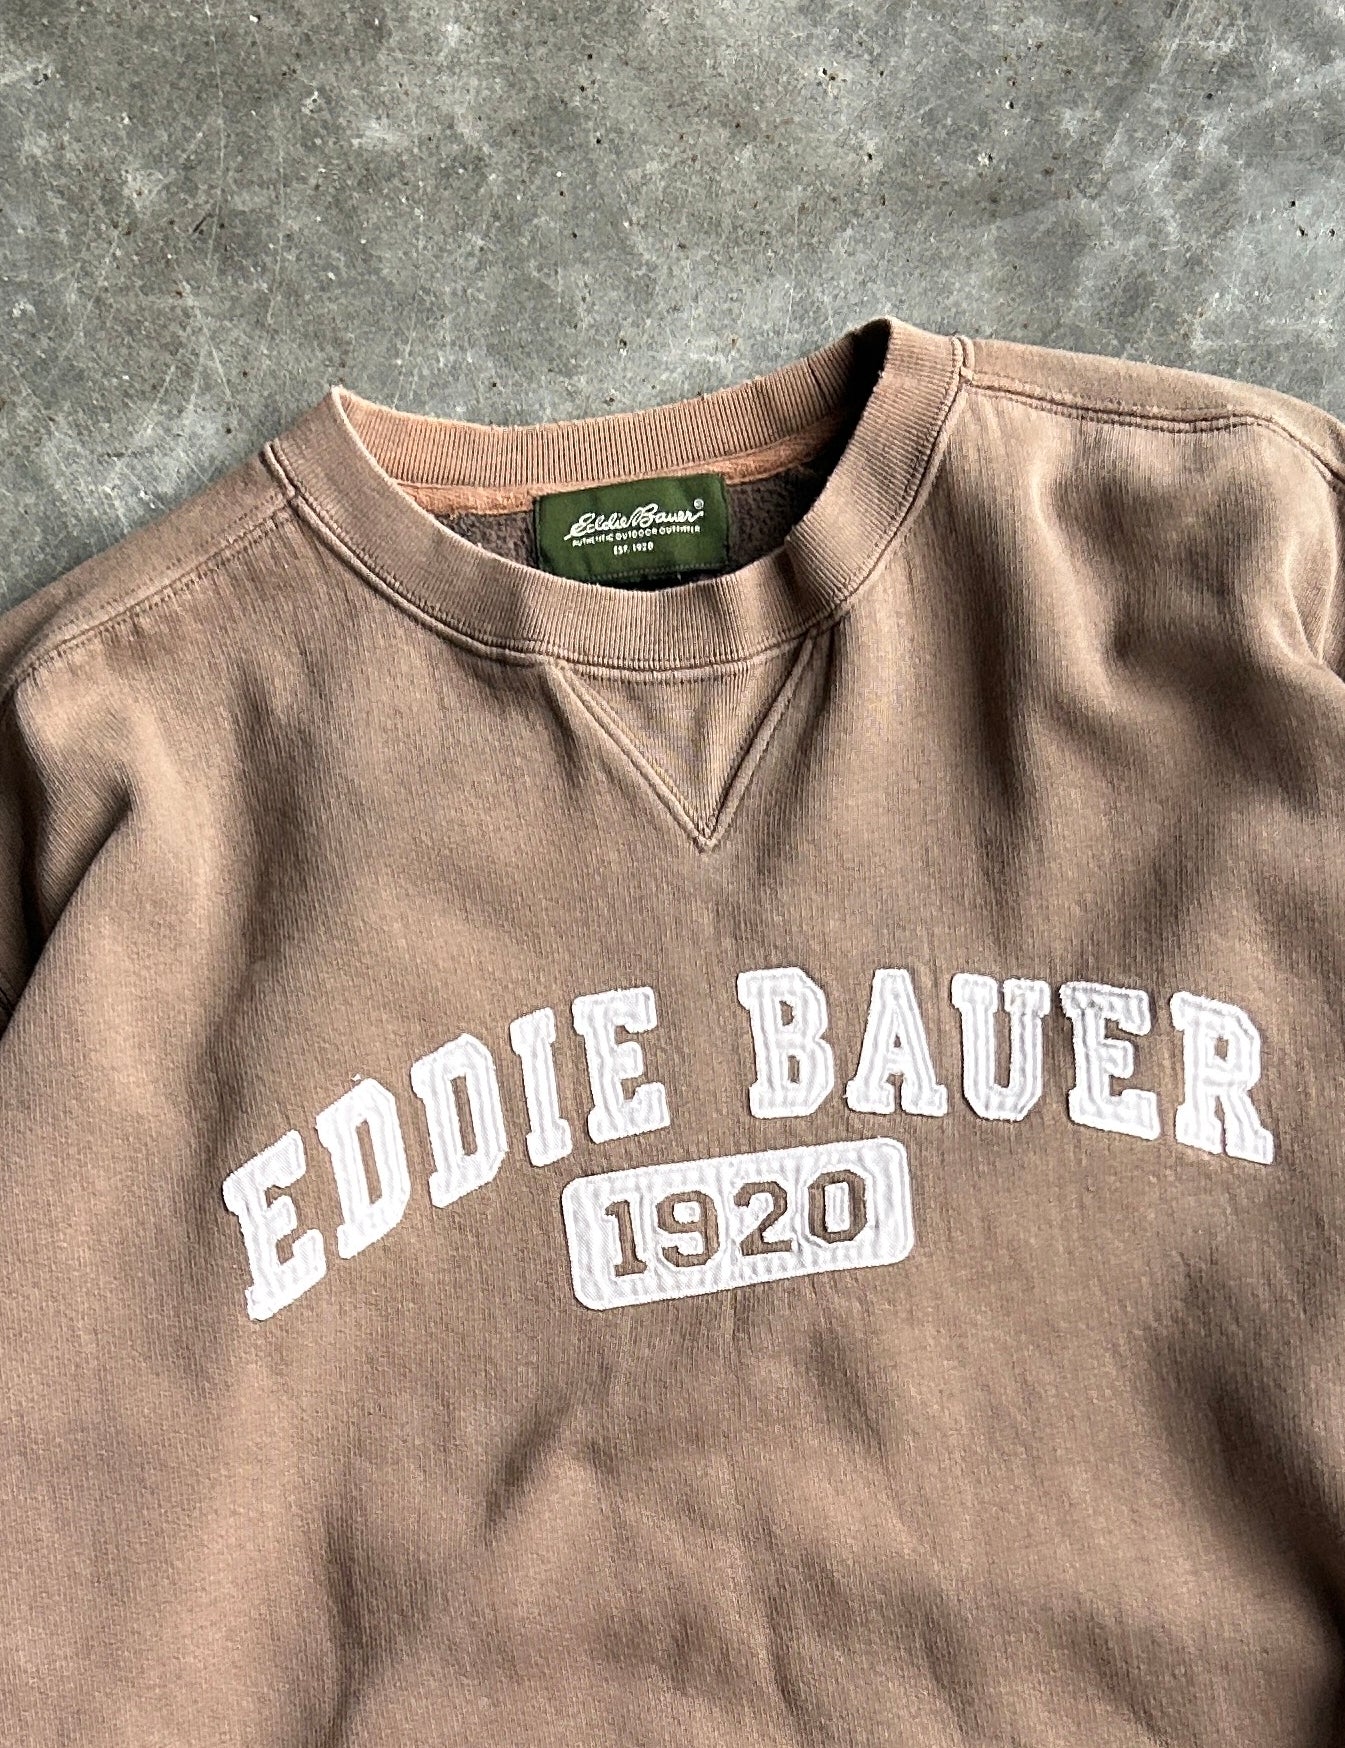 Eddie Bauer®
AUTHENTIC OUTDOOR OUTFITTER
EST. 1920
EDDIE BAUER
1920